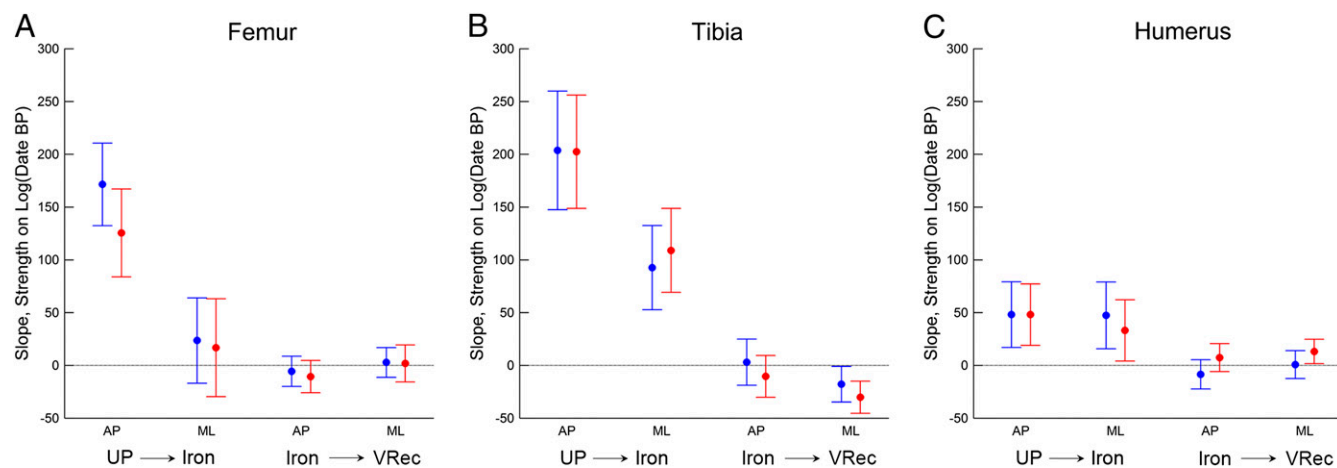 A
Femur
Slope, Strength on Log(Date BP)
300
250
200
150
100
50
0
-50
AP ML AP ML
UP → Iron Iron → VRec
B
Tibia
Slope, Strength on Log(Date BP)
300
250
200
150
100
50
0
-50
AP ML AP ML
UP → Iron Iron → VRec
C
Humerus
Slope, Strength on Log(Date BP)
300
250
200
150
100
50
0
-50
AP ML AP ML
UP → Iron Iron → VRec